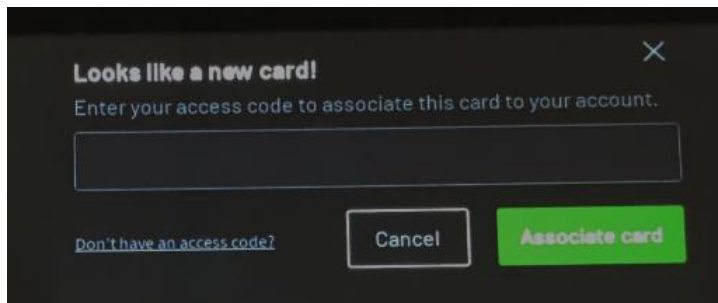 Looks like a new card!
Enter your access code to associate this card to your account.
Don't have an access code?
Cancel
Associate card